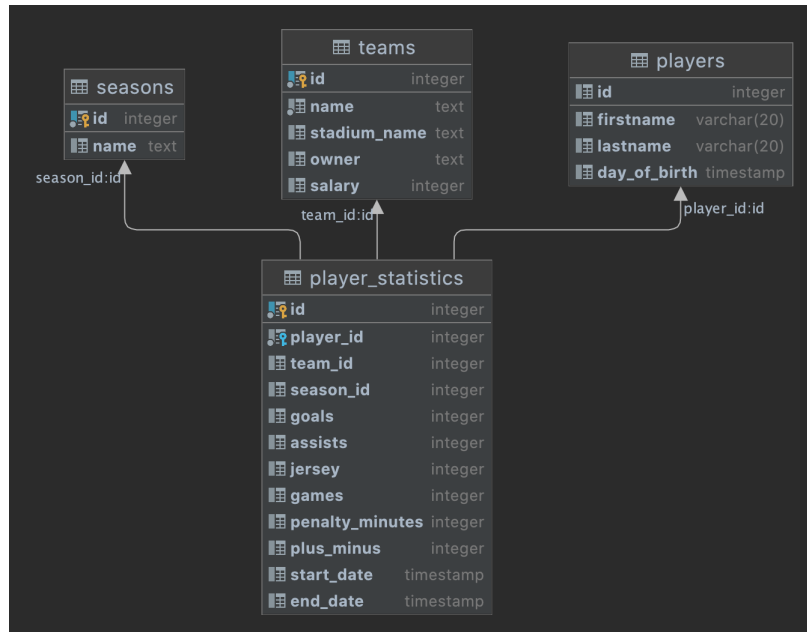 seasons
id integer
name text
season_id:id
teams
id integer
name text
stadium_name text
owner text
salary integer
team_id:id
players
id integer
firstname varchar(20)
lastname varchar(20)
day_of_birth timestamp
player_id:id
player_statistics
id integer
player_id integer
team_id integer
season_id integer
goals integer
assists integer
jersey integer
games integer
penalty_minutes integer
plus_minus integer
start_date timestamp
end_date timestamp